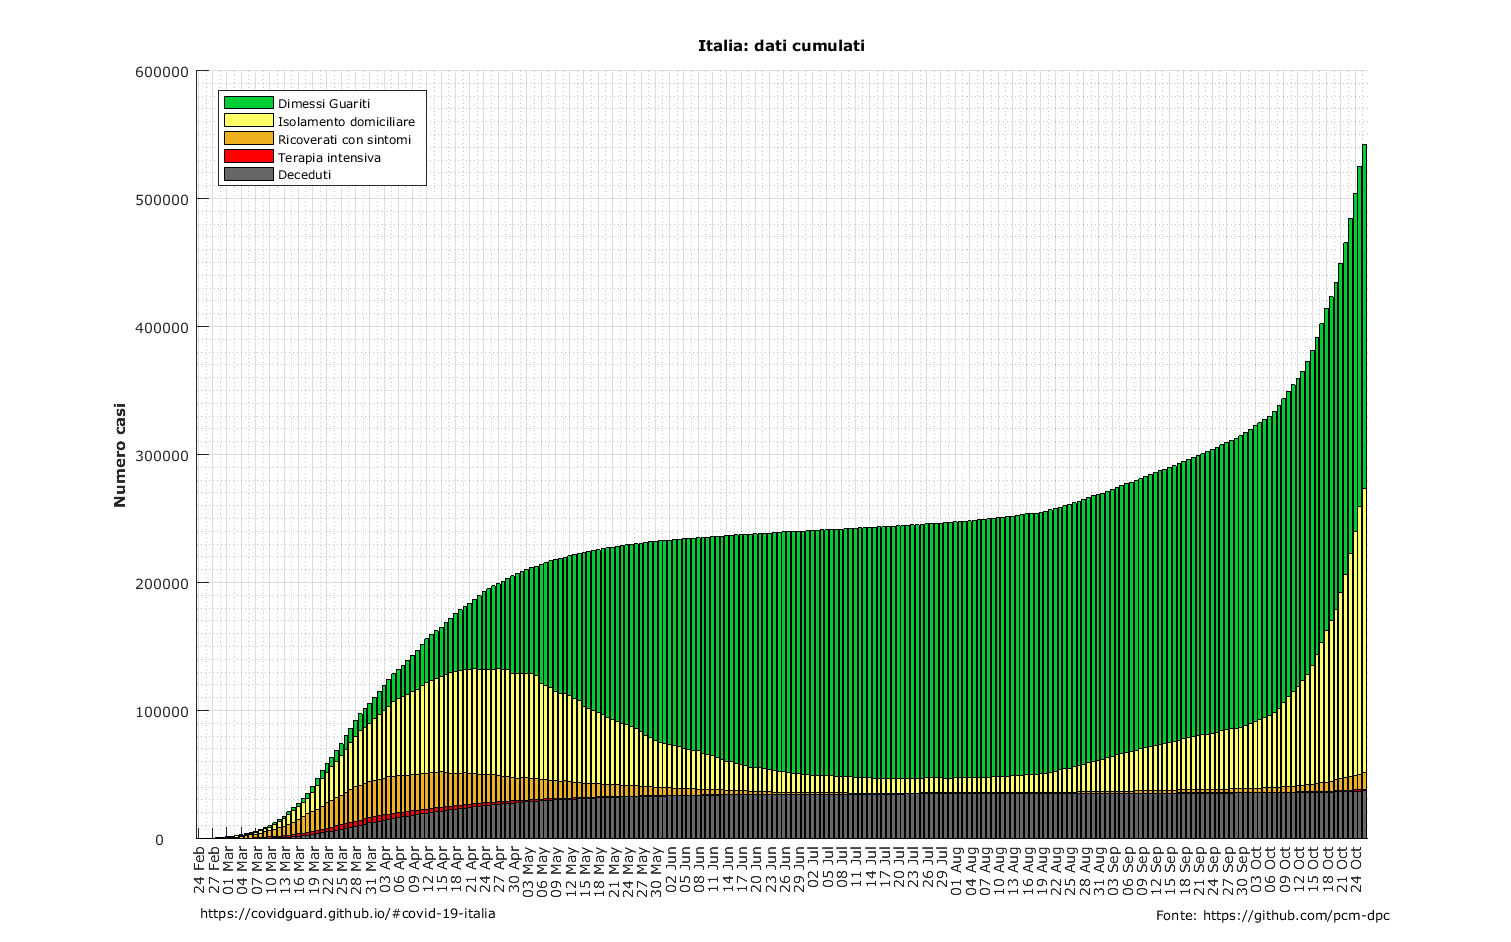 Italia: dati cumulati
600000
500000
400000
300000
200000
100000
0
Numero casi
Dimessi Guariti
Isolamento domiciliare
Ricoverati con sintomi
Terapia intensiva
Deceduti
24 Feb
27 Feb
01 Mar
04 Mar
07 Mar
10 Mar
13 Mar
16 Mar
19 Mar
22 Mar
25 Mar
28 Mar
31 Mar
03 Apr
06 Apr
09 Apr
12 Apr
15 Apr
18 Apr
21 Apr
24 Apr
27 Apr
30 Apr
03 May
06 May
09 May
12 May
15 May
18 May
21 May
24 May
27 May
30 May
02 Jun
05 Jun
08 Jun
11 Jun
14 Jun
17 Jun
20 Jun
23 Jun
26 Jun
29 Jun
02 Jul
05 Jul
08 Jul
11 Jul
14 Jul
17 Jul
20 Jul
23 Jul
26 Jul
29 Jul
01 Aug
04 Aug
07 Aug
10 Aug
13 Aug
16 Aug
19 Aug
22 Aug
25 Aug
28 Aug
31 Aug
03 Sep
06 Sep
09 Sep
12 Sep
15 Sep
18 Sep
21 Sep
24 Sep
27 Sep
30 Sep
03 Oct
06 Oct
09 Oct
12 Oct
15 Oct
18 Oct
21 Oct
24 Oct
https://covidguard.github.io/#covid-19-italia
Fonte: https://github.com/pcm-dpc